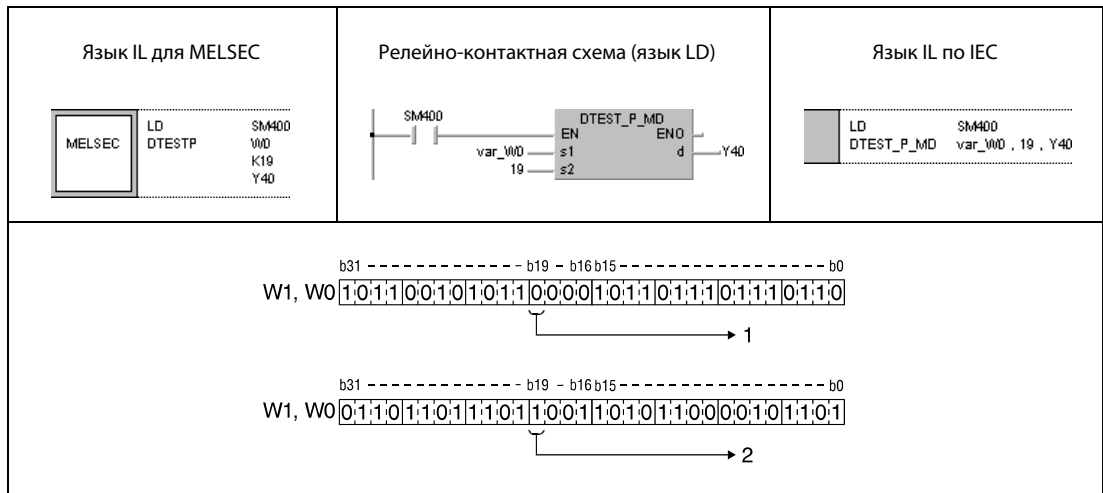 Язык IL для MELSEC
Релейно-контактная схема (язык LD)
Язык IL по IEC
MELSEC
LD SM400
DTESTP W0
K19
Y40
SM400
DTEST_P_MD
EN ENO
var_W0 s1 d Y40
19 s2
LD SM400
DTEST_P_MD var_W0 , 19 , Y40
b31 b19 b16 b15 b0
W1, W0 1 0 1 1 0 0 1 0 1 0 1 1 0 0 0 0 1 0 1 1 0 1 1 1 0 1 1 1 0 1 1 0
1
b31 b19 b16 b15 b0
W1, W0 0 1 1 0 1 1 0 1 1 1 0 1 1 0 0 1 1 0 1 0 1 1 0 0 0 0 1 0 1 1 0 1
2